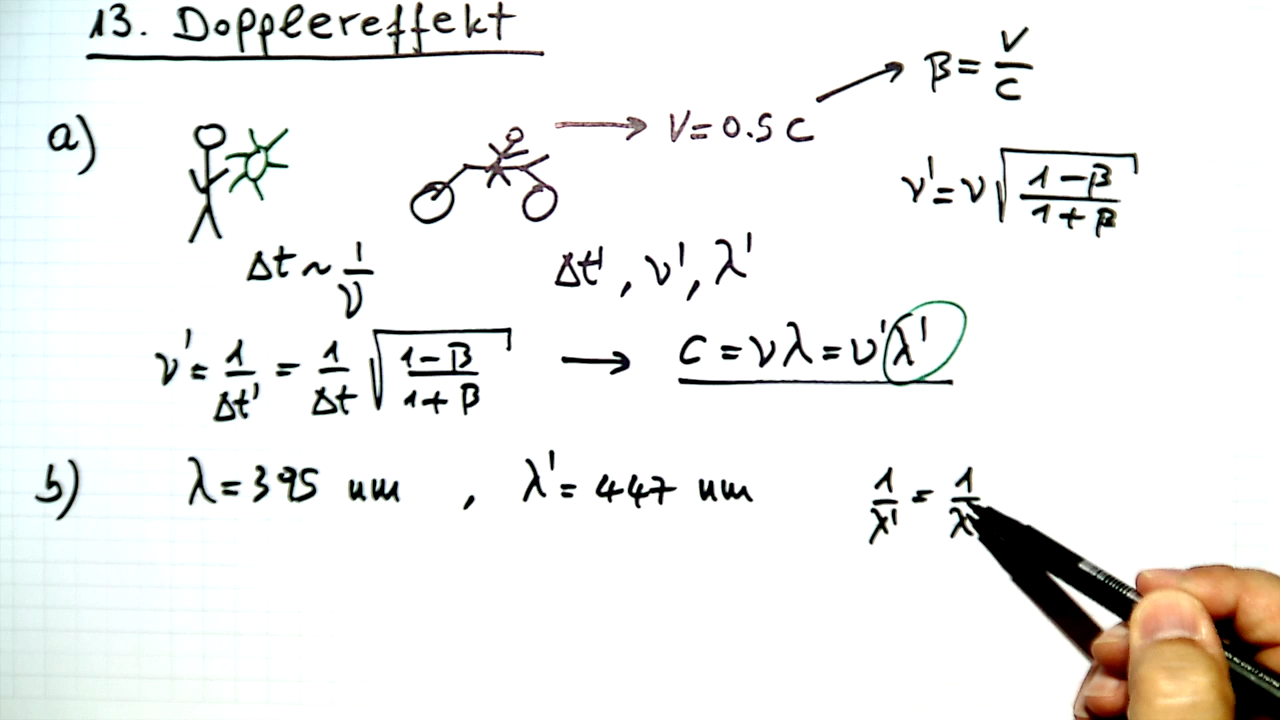 13. Dopplereffekt
a) V = 0.5 c β = V/c
ν' = ν √((1-β)/(1+β))
Δt ~ 1/ν Δt', ν', λ'
ν' = 1/Δt' = 1/Δt √((1-β)/(1+β)) → c = νλ = ν'λ'
b) λ = 395 nm , λ' = 447 nm 1/λ' = 1/λ